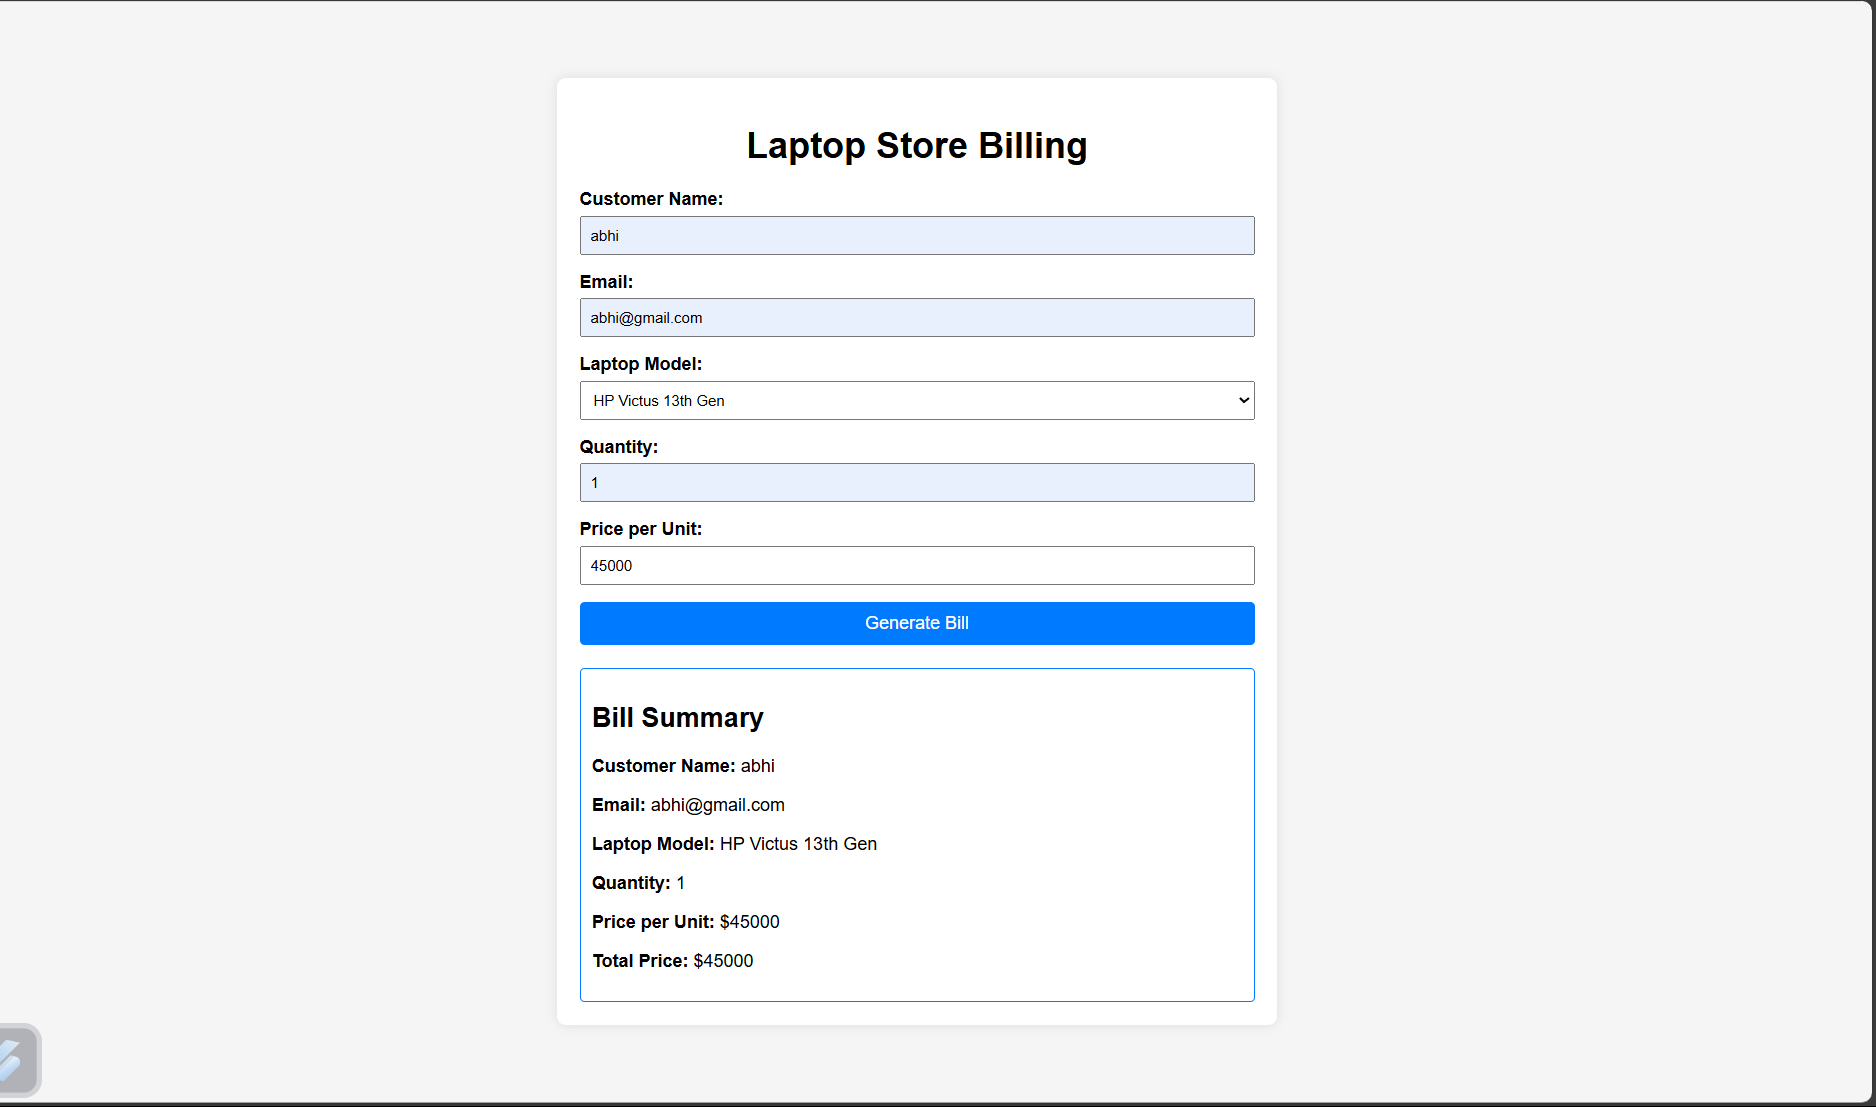 Laptop Store Billing
Customer Name:
abhi
Email:
abhi@gmail.com
Laptop Model:
HP Victus 13th Gen
Quantity:
1
Price per Unit:
45000
Generate Bill
Bill Summary
Customer Name: abhi
Email: abhi@gmail.com
Laptop Model: HP Victus 13th Gen
Quantity: 1
Price per Unit: $45000
Total Price: $45000